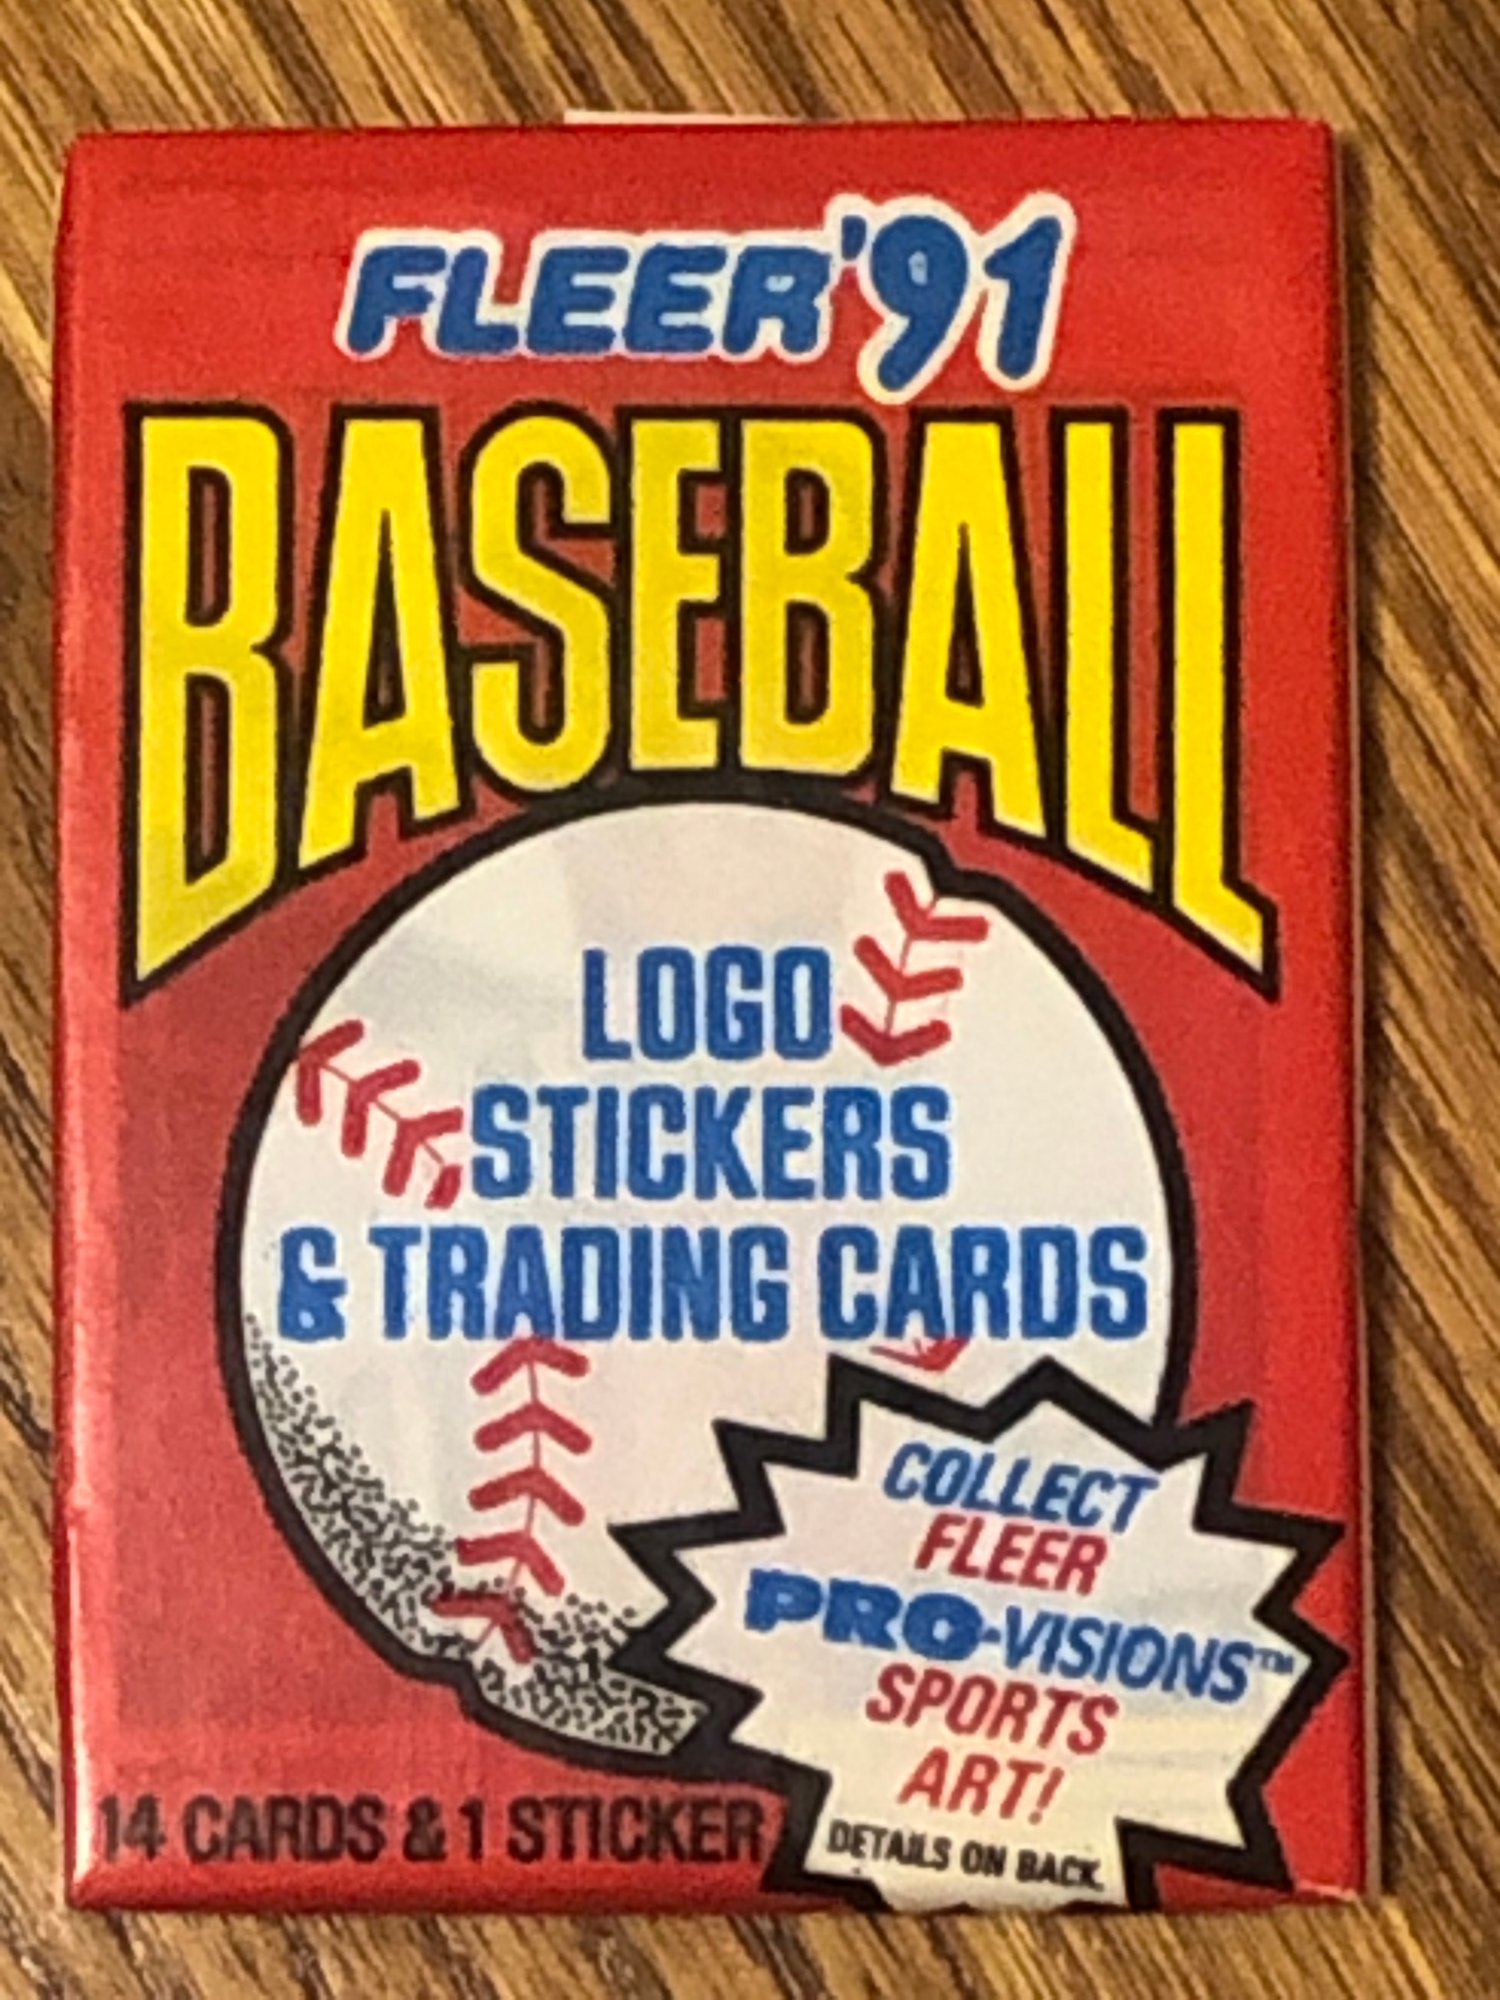 FLEER '91
BASEBALL
LOGO
STICKERS
& TRADING CARDS
COLLECT
FLEER
PRO-VISIONS™
SPORTS
ART!
DETAILS ON BACK.
14 CARDS & 1 STICKER